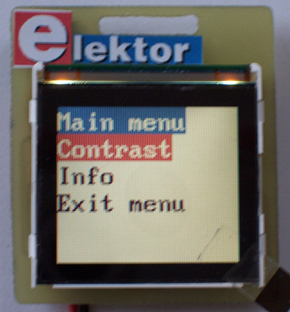 elektor
Main menu
Contrast
Info
Exit menu